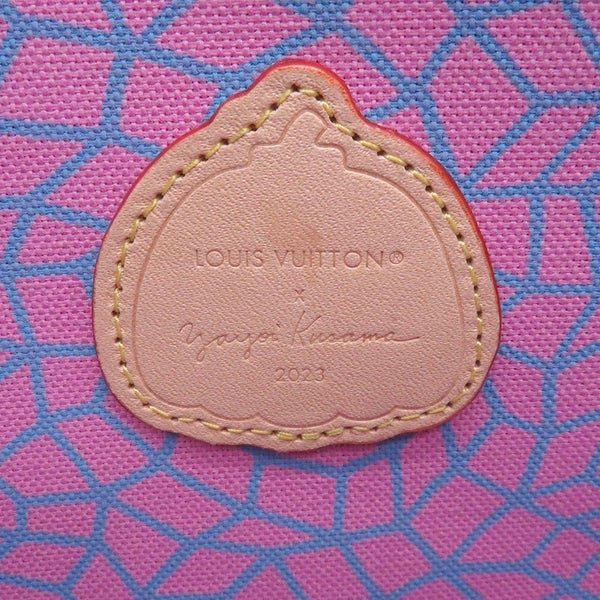 LOUIS VUITTON®
x
Yayoi Kusama
2023